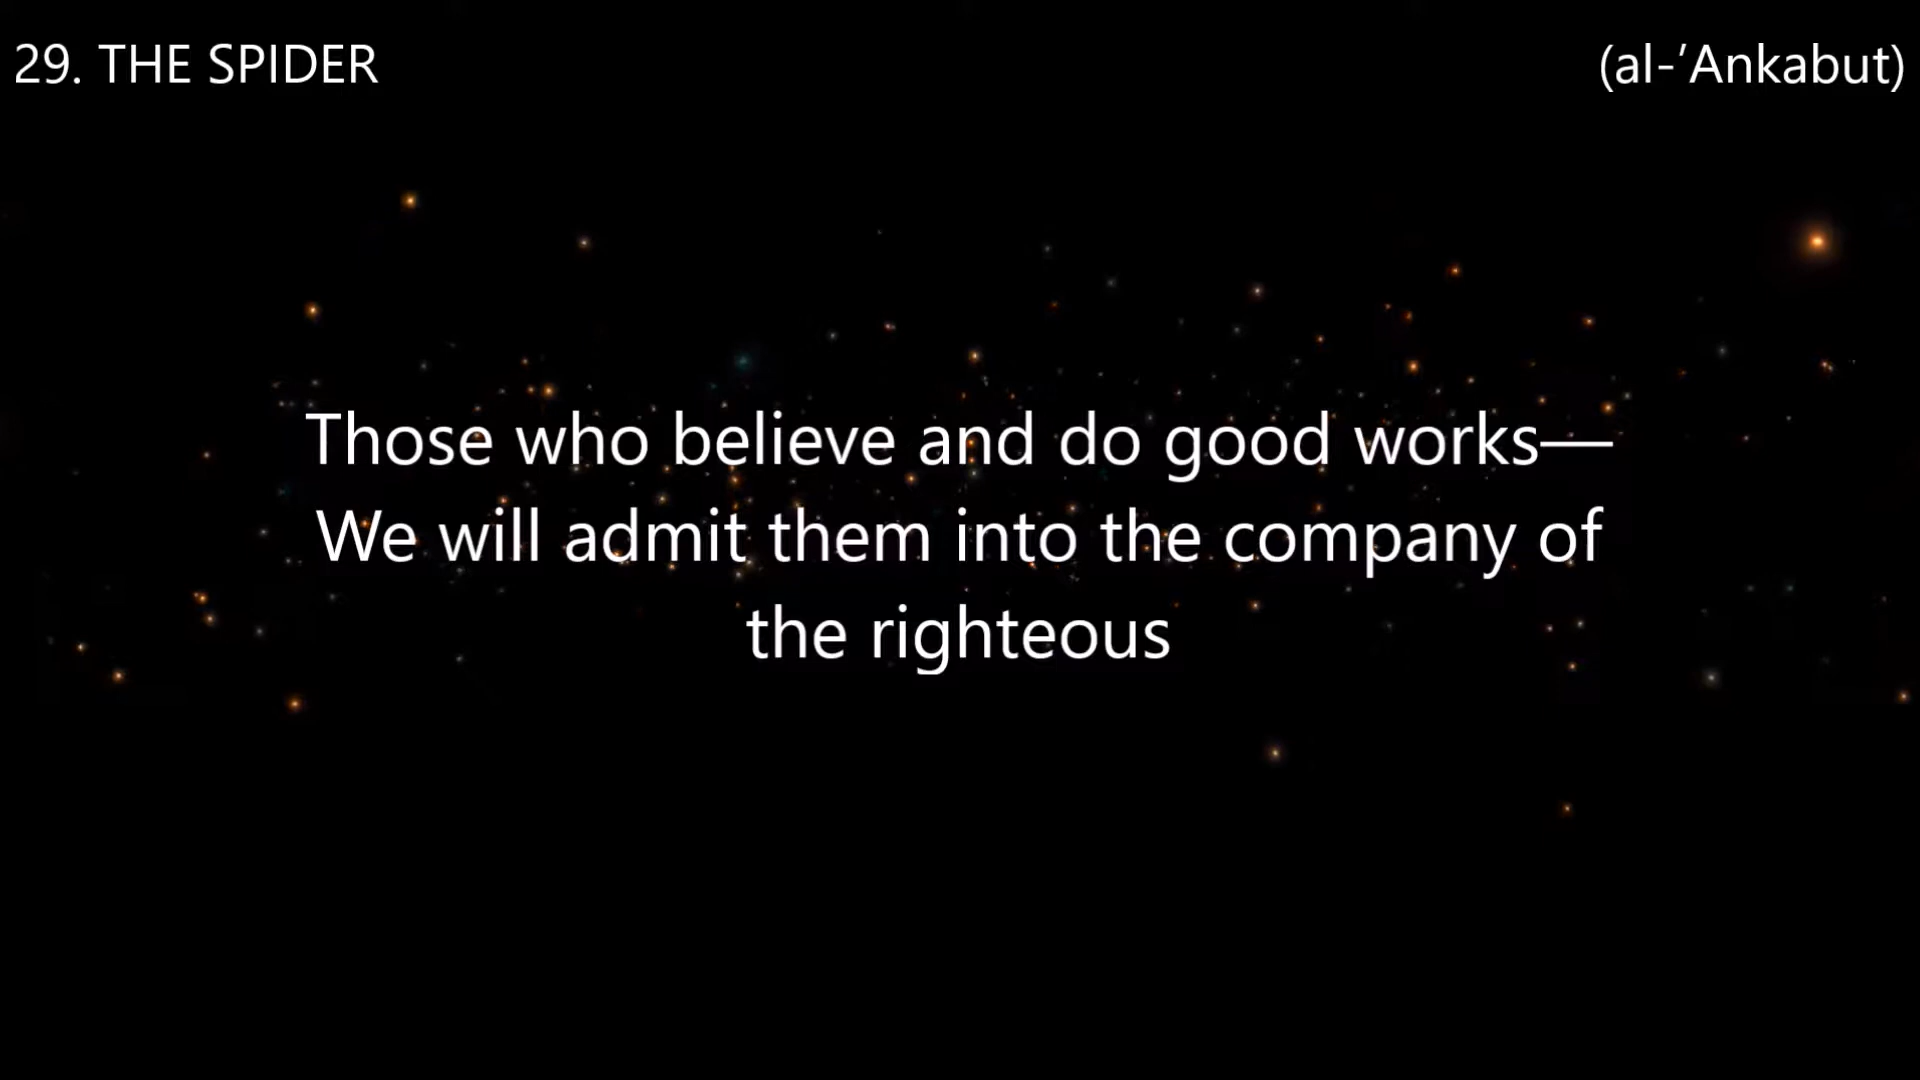 29. THE SPIDER
(al-'Ankabut)
Those who believe and do good works—
We will admit them into the company of
the righteous